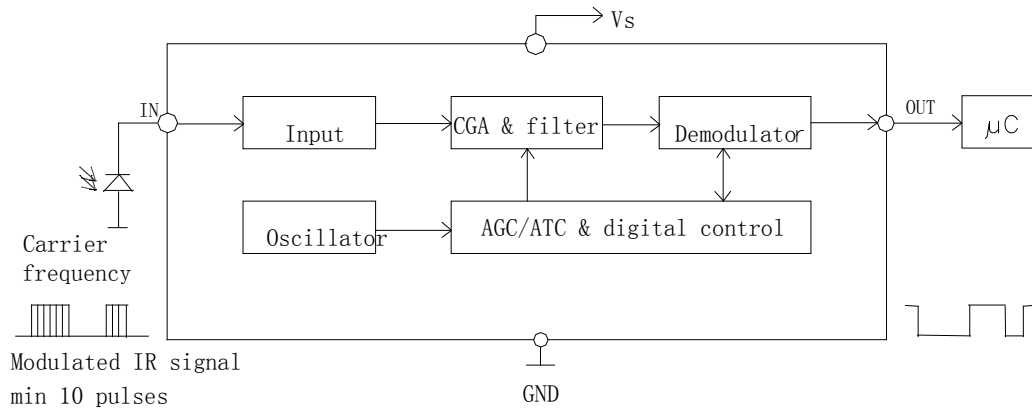 Vs
IN
Input
CGA & filter
Demodulator
OUT
μC
Oscillator
AGC/ATC & digital control
Carrier
frequency
Modulated IR signal
min 10 pulses
GND